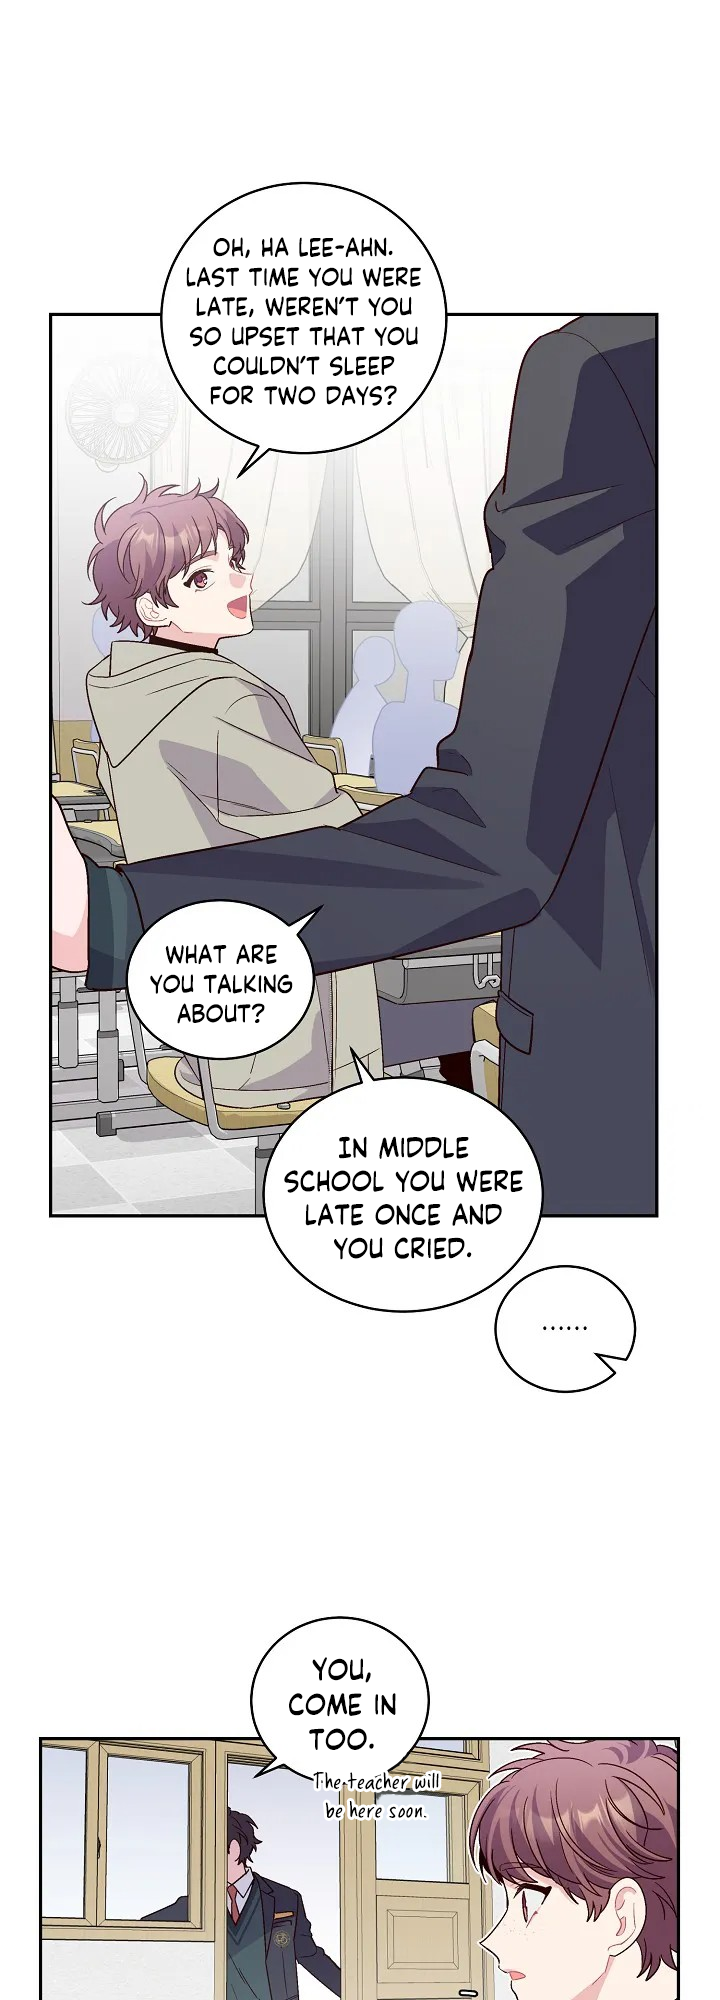 OH, HA LEE-AHN.
LAST TIME YOU WERE
LATE, WEREN'T YOU
SO UPSET THAT YOU
COULDN'T SLEEP
FOR TWO DAYS?
WHAT ARE
YOU TALKING
ABOUT?
IN MIDDLE
SCHOOL YOU WERE
LATE ONCE AND
YOU CRIED.
......
YOU,
COME IN
TOO.
The teacher will
be here soon.